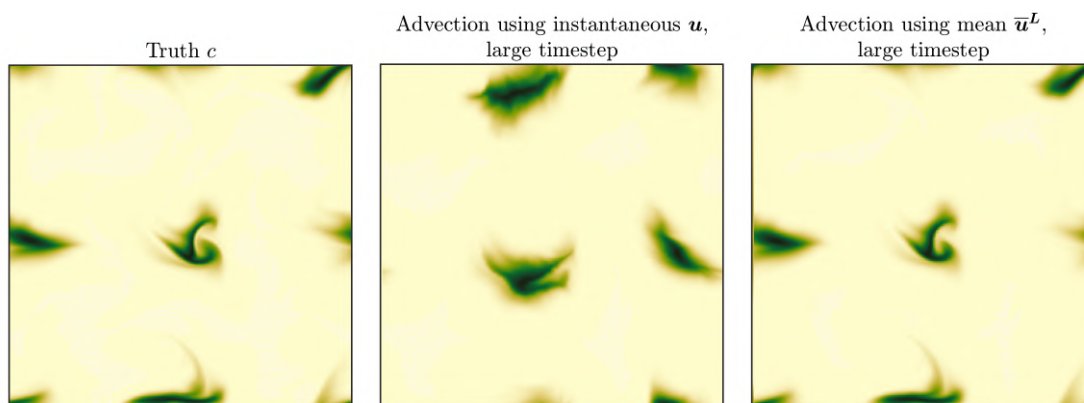 Truth c
Advection using instantaneous u,
large timestep
Advection using mean u̅ᴸ,
large timestep